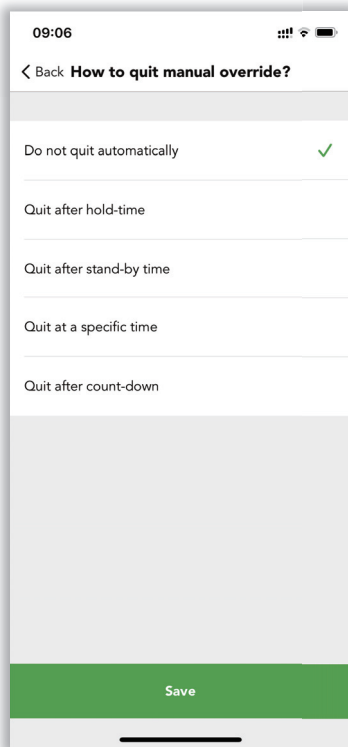 09:06
Back How to quit manual override?
Do not quit automatically
Quit after hold-time
Quit after stand-by time
Quit at a specific time
Quit after count-down
Save